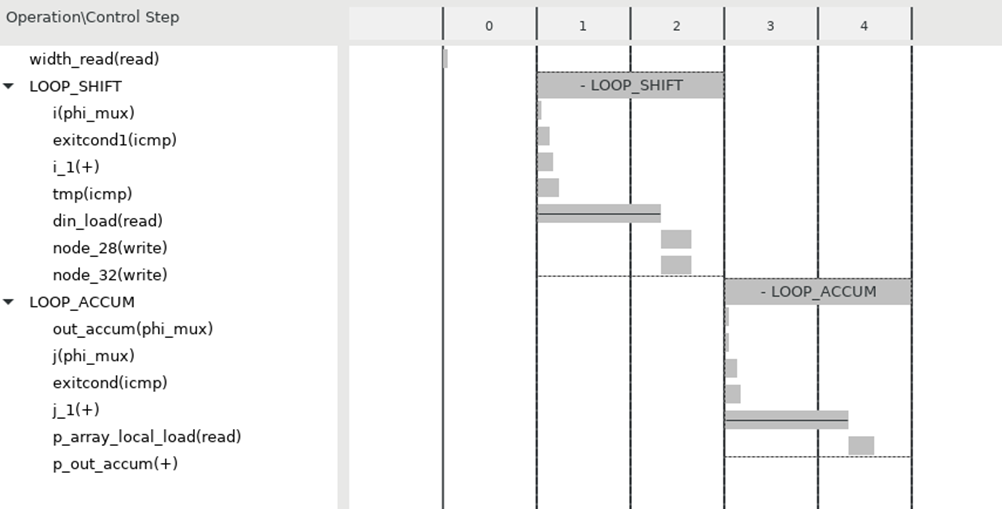 Operation\Control Step
0 1 2 3 4
width_read(read)
LOOP_SHIFT
- LOOP_SHIFT
i(phi_mux)
exitcond1(icmp)
i_1(+)
tmp(icmp)
din_load(read)
node_28(write)
node_32(write)
LOOP_ACCUM
- LOOP_ACCUM
out_accum(phi_mux)
j(phi_mux)
exitcond(icmp)
j_1(+)
p_array_local_load(read)
p_out_accum(+)